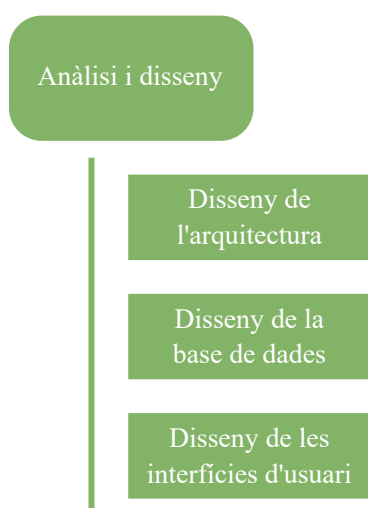 Anàlisi i disseny
Disseny de
l'arquitectura
Disseny de la
base de dades
Disseny de les
interfícies d'usuari